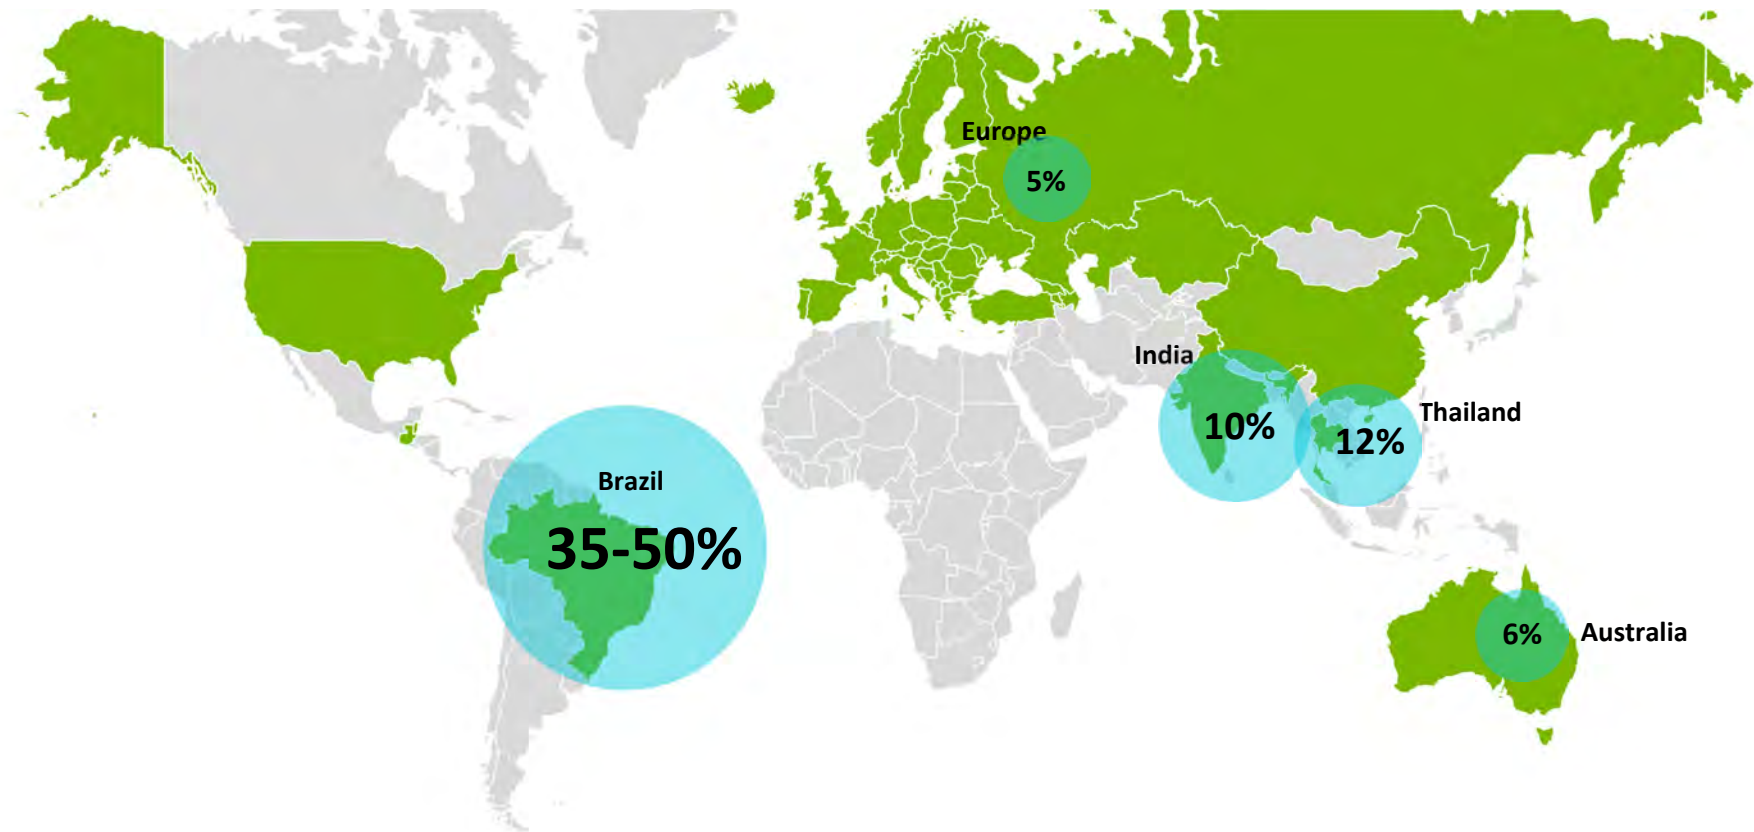 Europe
5%
India
10%
Thailand
12%
Brazil
35-50%
6%
Australia